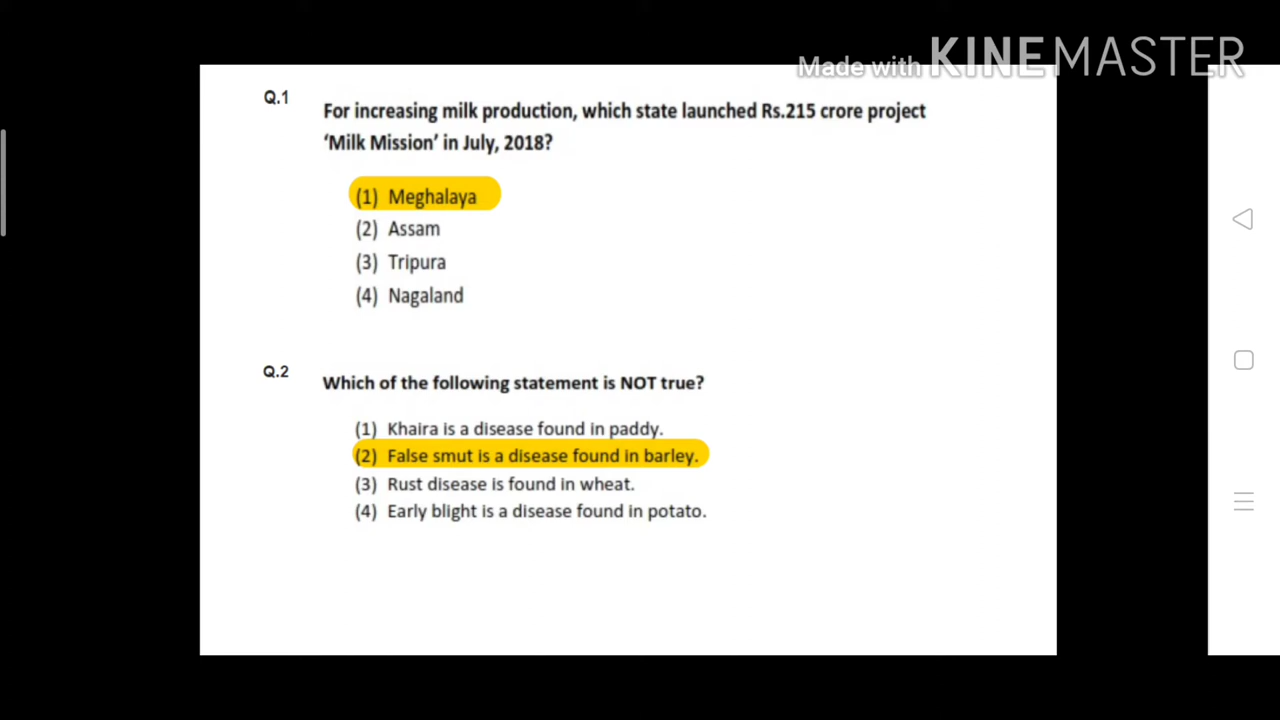 Made with KINEMASTER
Q.1
For increasing milk production, which state launched Rs.215 crore project
‘Milk Mission’ in July, 2018?
(1) Meghalaya
(2) Assam
(3) Tripura
(4) Nagaland
Q.2
Which of the following statement is NOT true?
(1) Khaira is a disease found in paddy.
(2) False smut is a disease found in barley.
(3) Rust disease is found in wheat.
(4) Early blight is a disease found in potato.